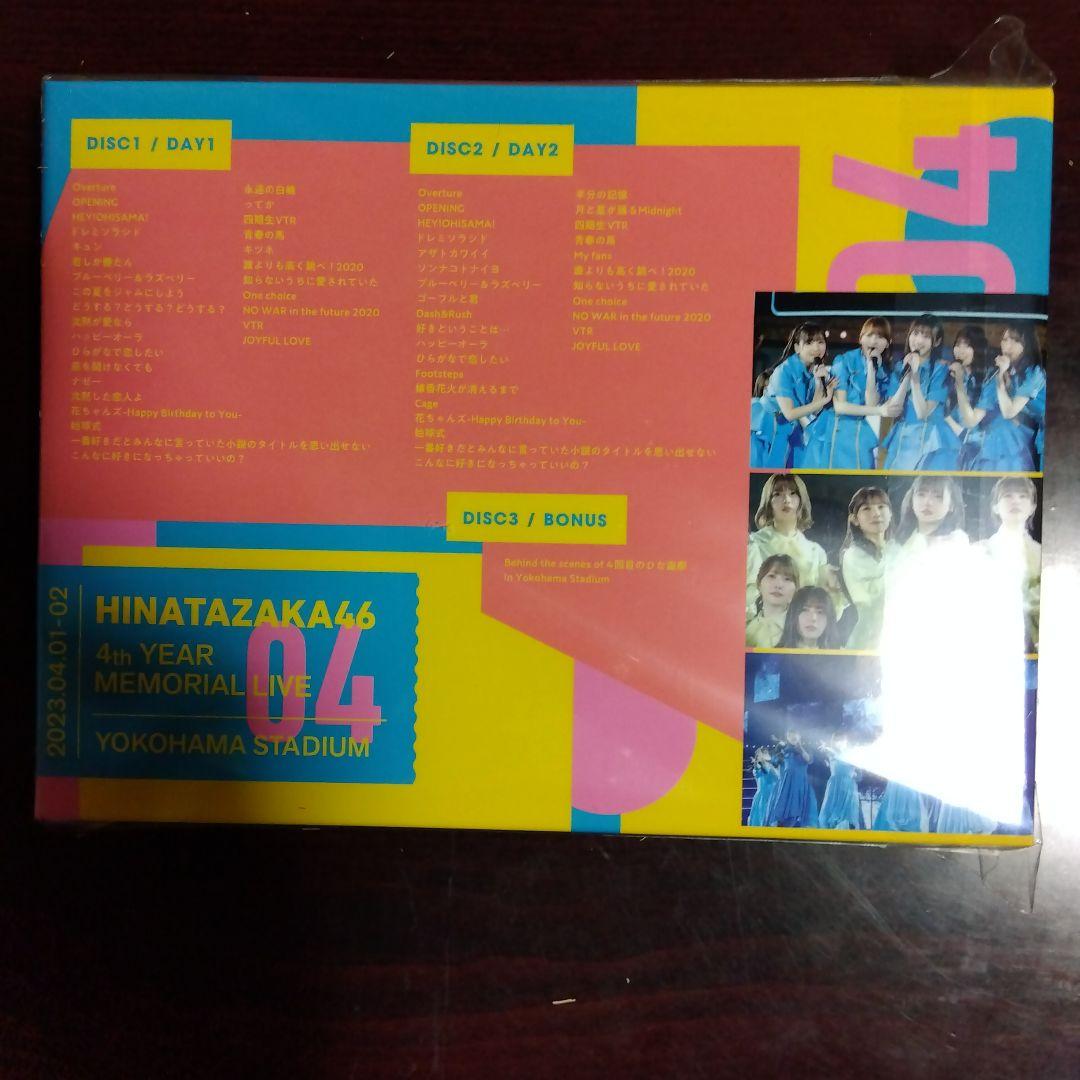 DISC1 / DAY1
Overture
OPENING
HEY!OHISAMA!
ドレミソラシド
キュン
君しか勝たん
ブルーベリー&ラズベリー
この夏をジャムにしよう
どうする?どうする?どうする?
沈黙が愛なら
ハッピーオーラ
ひらがなで恋したい
窓を開けなくても
ナゼー
沈黙した恋人よ
花ちゃんズ-Happy Birthday to You-
始球式
一番好きだとみんなに言っていた小説のタイトルを思い出せない
こんなに好きになっちゃっていいの?
永遠の白線
ってか
四期生VTR
青春の馬
キツネ
誰よりも高く跳べ!2020
知らないうちに愛されていた
One choice
NO WAR in the future 2020
VTR
JOYFUL LOVE
DISC2 / DAY2
Overture
OPENING
HEY!OHISAMA!
ドレミソラシド
アザトカワイイ
ソンナコトナイヨ
ブルーベリー&ラズベリー
ゴーフルと君
Dash&Rush
好きということは…
ハッピーオーラ
ひらがなで恋したい
Footsteps
線香花火が消えるまで
Cage
花ちゃんズ-Happy Birthday to You-
始球式
一番好きだとみんなに言っていた小説のタイトルを思い出せない
こんなに好きになっちゃっていいの?
半分の記憶
月と星が踊るMidnight
四期生VTR
青春の馬
My fans
誰よりも高く跳べ!2020
知らないうちに愛されていた
One choice
NO WAR in the future 2020
VTR
JOYFUL LOVE
04
DISC3 / BONUS
Behind the scenes of 4回目のひな誕祭
in Yokohama Stadium
2023.04.01-02
HINATAZAKA46
4th YEAR
MEMORIAL LIVE
04
YOKOHAMA STADIUM